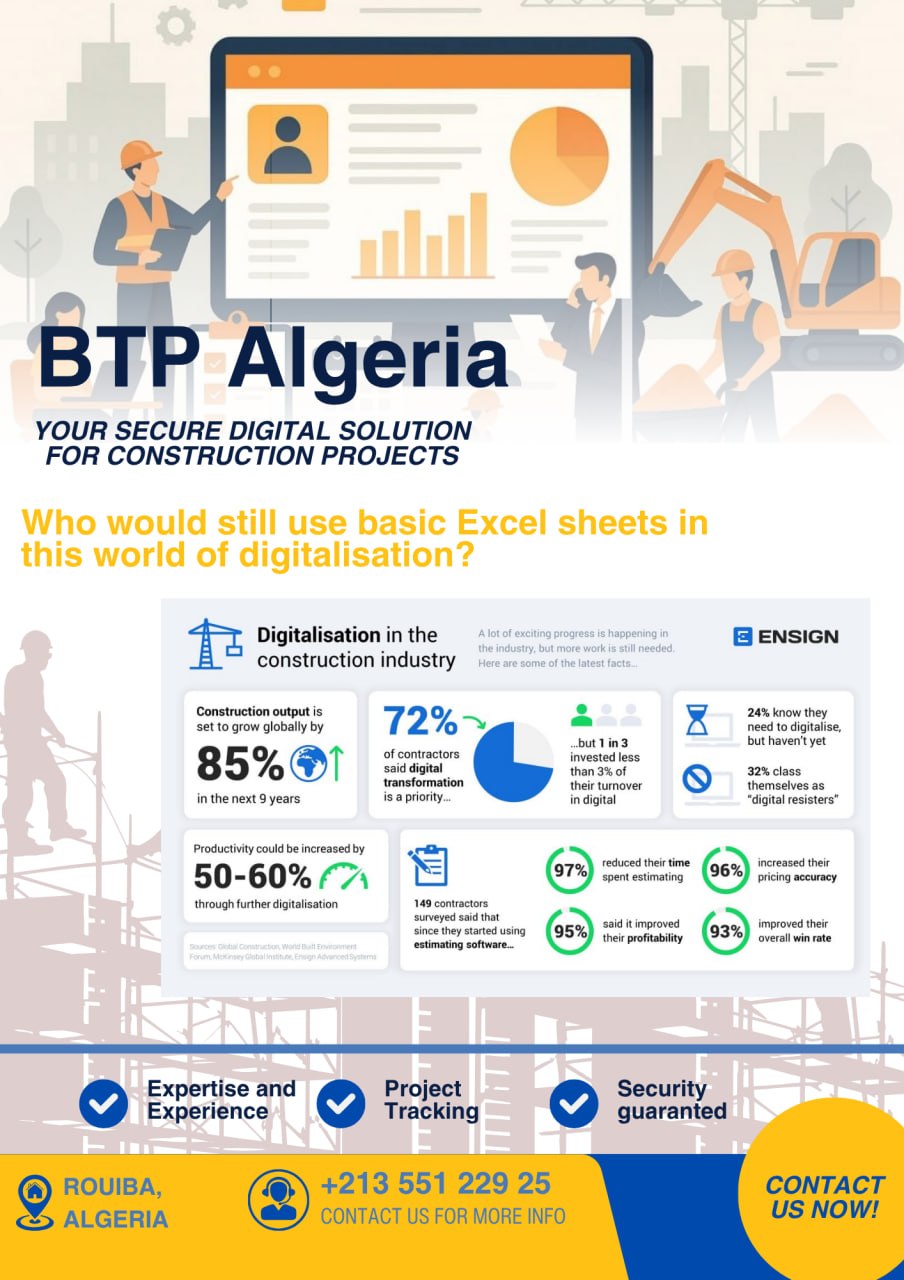 BTP Algeria
YOUR SECURE DIGITAL SOLUTION
FOR CONSTRUCTION PROJECTS
Who would still use basic Excel sheets in
this world of digitalisation?
Digitalisation in the
construction industry
A lot of exciting progress is happening in
the industry, but more work is still needed.
Here are some of the latest facts...
ENSIGN
Construction output is
set to grow globally by
85%
in the next 9 years
72%
of contractors
said digital
transformation
is a priority...
...but 1 in 3
invested less
than 3% of
their turnover
in digital
24% know they
need to digitalise,
but haven't yet
32% class
themselves as
"digital resisters"
Productivity could be increased by
50-60%
through further digitalisation
Sources: Global Construction, World Built Environment
Forum, McKinsey Global Institute, Ensign Advanced Systems
149 contractors
surveyed said that
since they started using
estimating software...
97%
reduced their time
spent estimating
96%
increased their
pricing accuracy
95%
said it improved
their profitability
93%
improved their
overall win rate
Expertise and
Experience
Project
Tracking
Security
guaranted
ROUIBA,
ALGERIA
+213 551 229 25
CONTACT US FOR MORE INFO
CONTACT
US NOW!